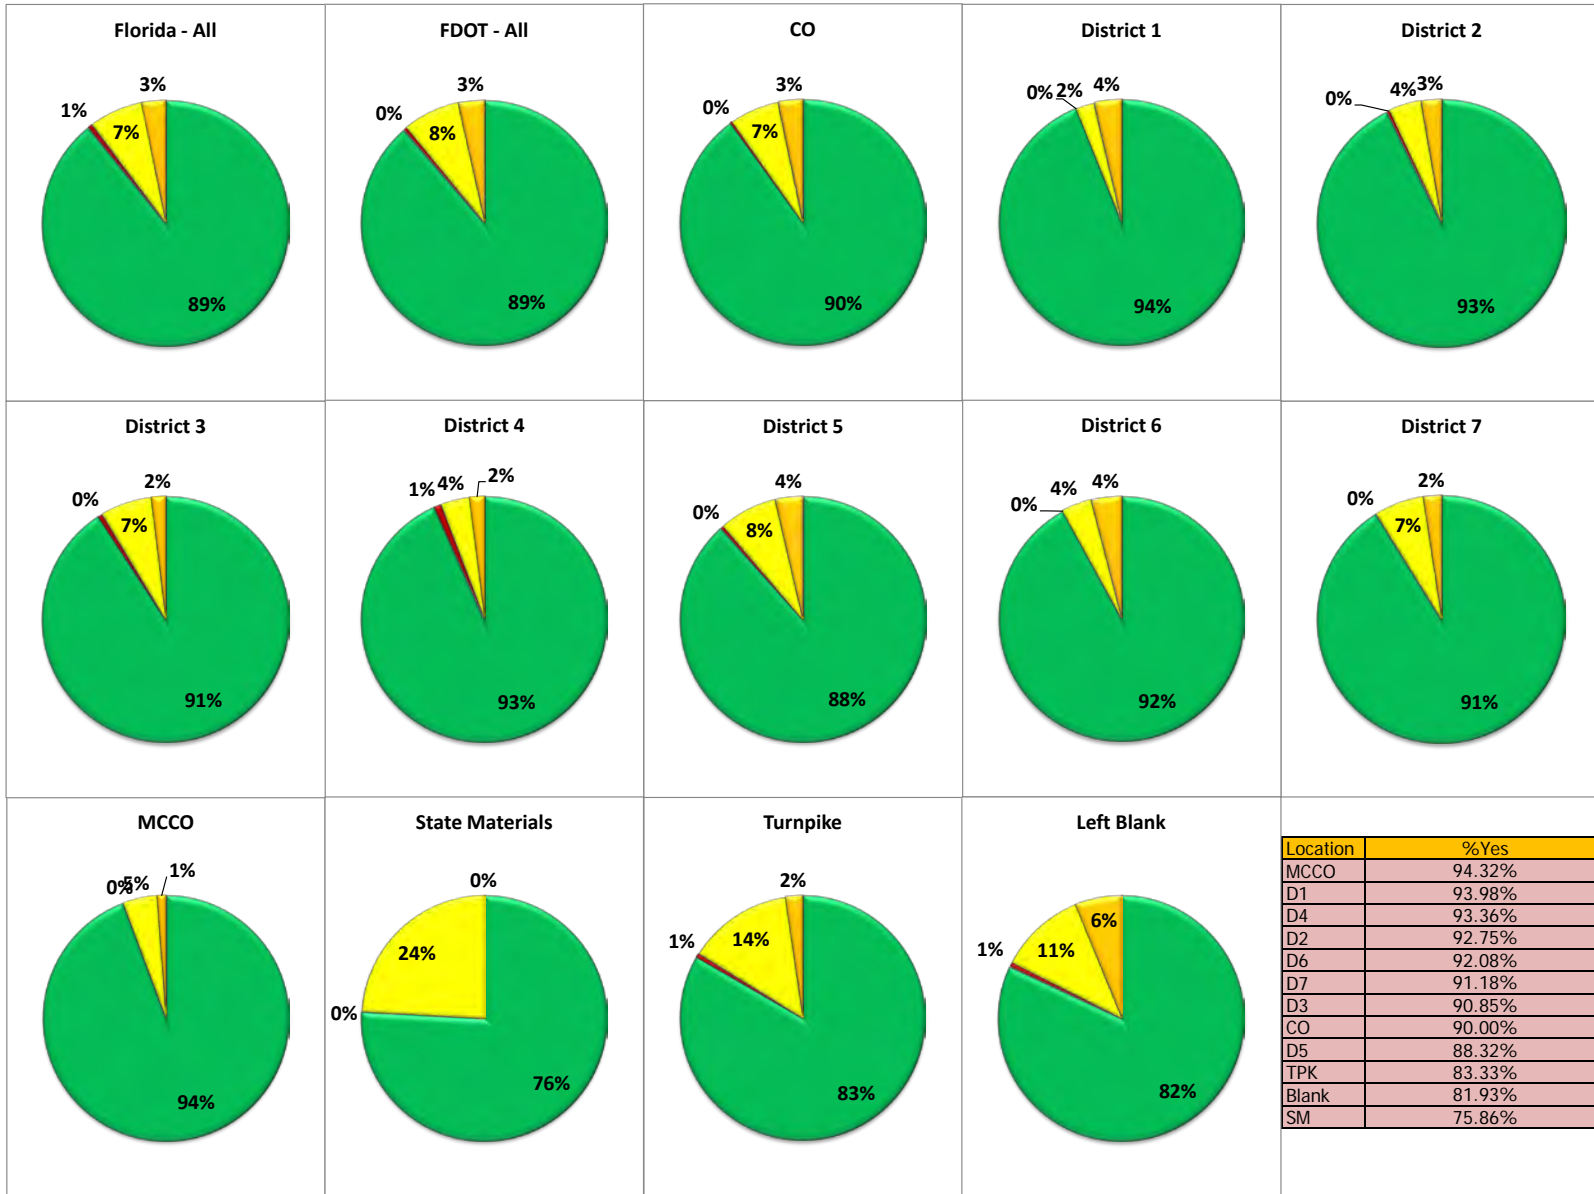 Florida - All
3%
1%
7%
89%
FDOT - All
3%
0%
8%
89%
CO
3%
0%
7%
90%
District 1
0% 2% 4%
94%
District 2
0% 4% 3%
93%
District 3
2%
0%
7%
91%
District 4
1% 4% 2%
93%
District 5
4%
0%
8%
88%
District 6
0% 4% 4%
92%
District 7
2%
0%
7%
91%
MCCO
0% 5% 1%
94%
State Materials
0%
24%
0%
76%
Turnpike
2%
1%
14%
83%
Left Blank
6%
1%
11%
82%
Location %Yes
MCCO 94.32%
D1 93.98%
D4 93.36%
D2 92.75%
D6 92.08%
D7 91.18%
D3 90.85%
CO 90.00%
D5 88.32%
TPK 83.33%
Blank 81.93%
SM 75.86%